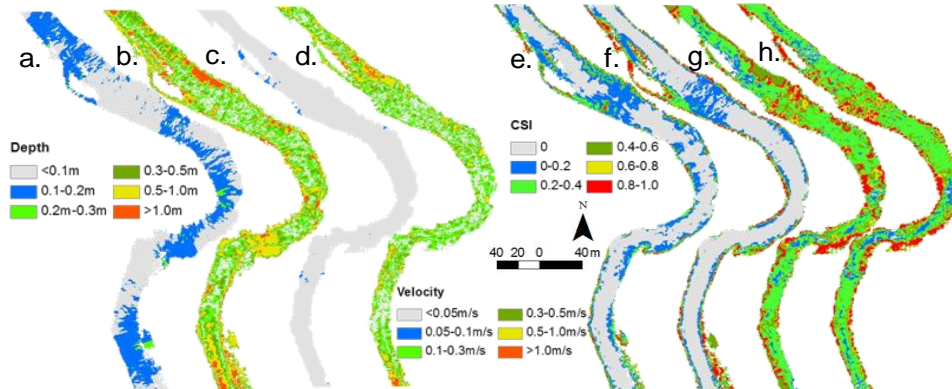 a.
b.
c.
d.
e.
f.
g.
h.
Depth
<0.1m
0.3-0.5m
0.1-0.2m
0.5-1.0m
0.2m-0.3m
>1.0m
CSI
0
0.4-0.6
0-0.2
0.6-0.8
0.2-0.4
0.8-1.0
N
40 20 0 40 m
Velocity
<0.05m/s
0.3-0.5m/s
0.05-0.1m/s
0.5-1.0m/s
0.1-0.3m/s
>1.0m/s